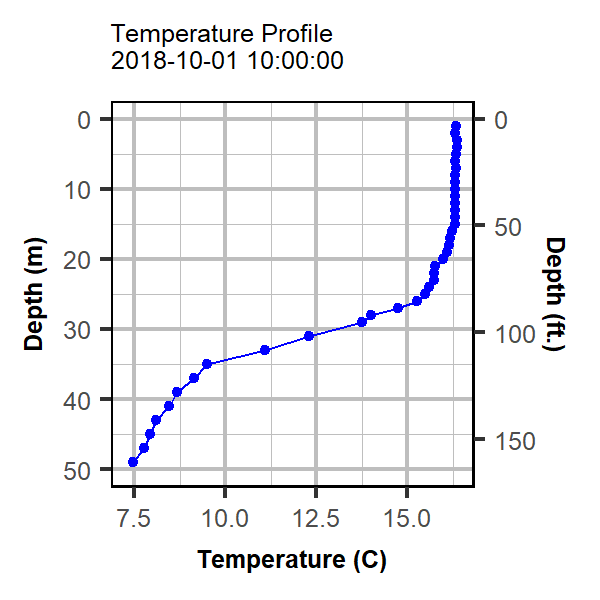 Temperature Profile
2018-10-01 10:00:00
0
10
20
30
40
50
Depth (m)
0
50
100
150
Depth (ft.)
7.5 10.0 12.5 15.0
Temperature (C)